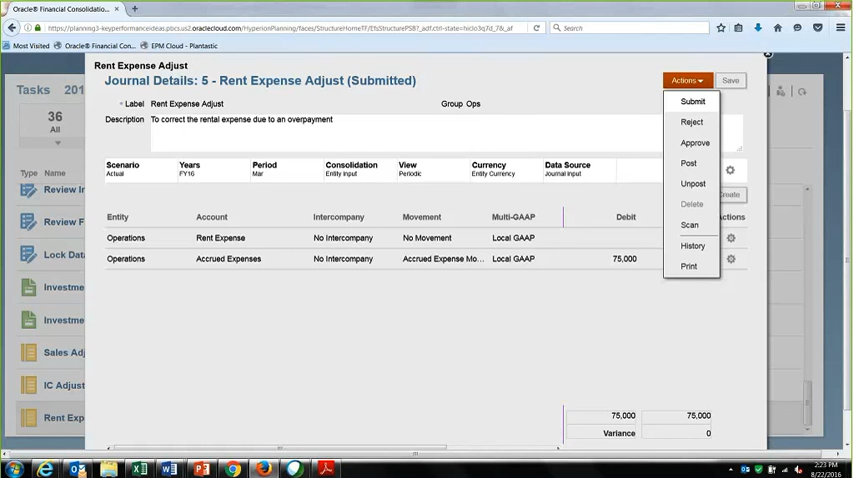 Oracle® Financial Consolidatio...
https://planning3-keyperformanceideas.pbcs.us2.oraclecloud.com/HyperionPlanning/faces/StructureHomeTF/EfsStructurePSB?_adf.ctrl-state=hiclo3q7d_7&_af
Search
Most Visited
Oracle® Financial Con...
EPM Cloud - Plantastic
Rent Expense Adjust
Journal Details: 5 - Rent Expense Adjust (Submitted)
Actions
Save
Tasks 201
36
All
* Label Rent Expense Adjust
Group Ops
Description To correct the rental expense due to an overpayment
Submit
Reject
Approve
Post
Unpost
Delete
Scan
History
Print
Scenario Years Period Consolidation View Currency Data Source
Actual FY16 Mar Entity Input Periodic Entity Currency Journal Input
Create
Type Name
Review In
Review F
Lock Data
Investme
Investme
Sales Adj
IC Adjust
Rent Exp
Entity Account Intercompany Movement Multi-GAAP Debit Actions
Operations Rent Expense No Intercompany No Movement Local GAAP
Operations Accrued Expenses No Intercompany Accrued Expense Mo... Local GAAP 75,000
75,000 75,000
Variance 0
2:23 PM
8/22/2016